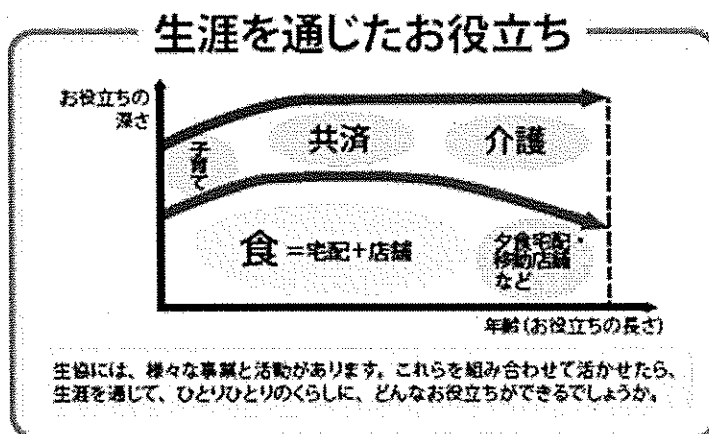 生涯を通じたお役立ち
お役立ちの
深さ
子育て
共済
介護
食=宅配+店舗
夕食宅配・
移動店舗
など
年齢(お役立ちの長さ)
生協には、様々な事業と活動があります。これらを組み合わせて活かせたら、
生涯を通じて、ひとりひとりのくらしに、どんなお役立ちができるでしょうか。